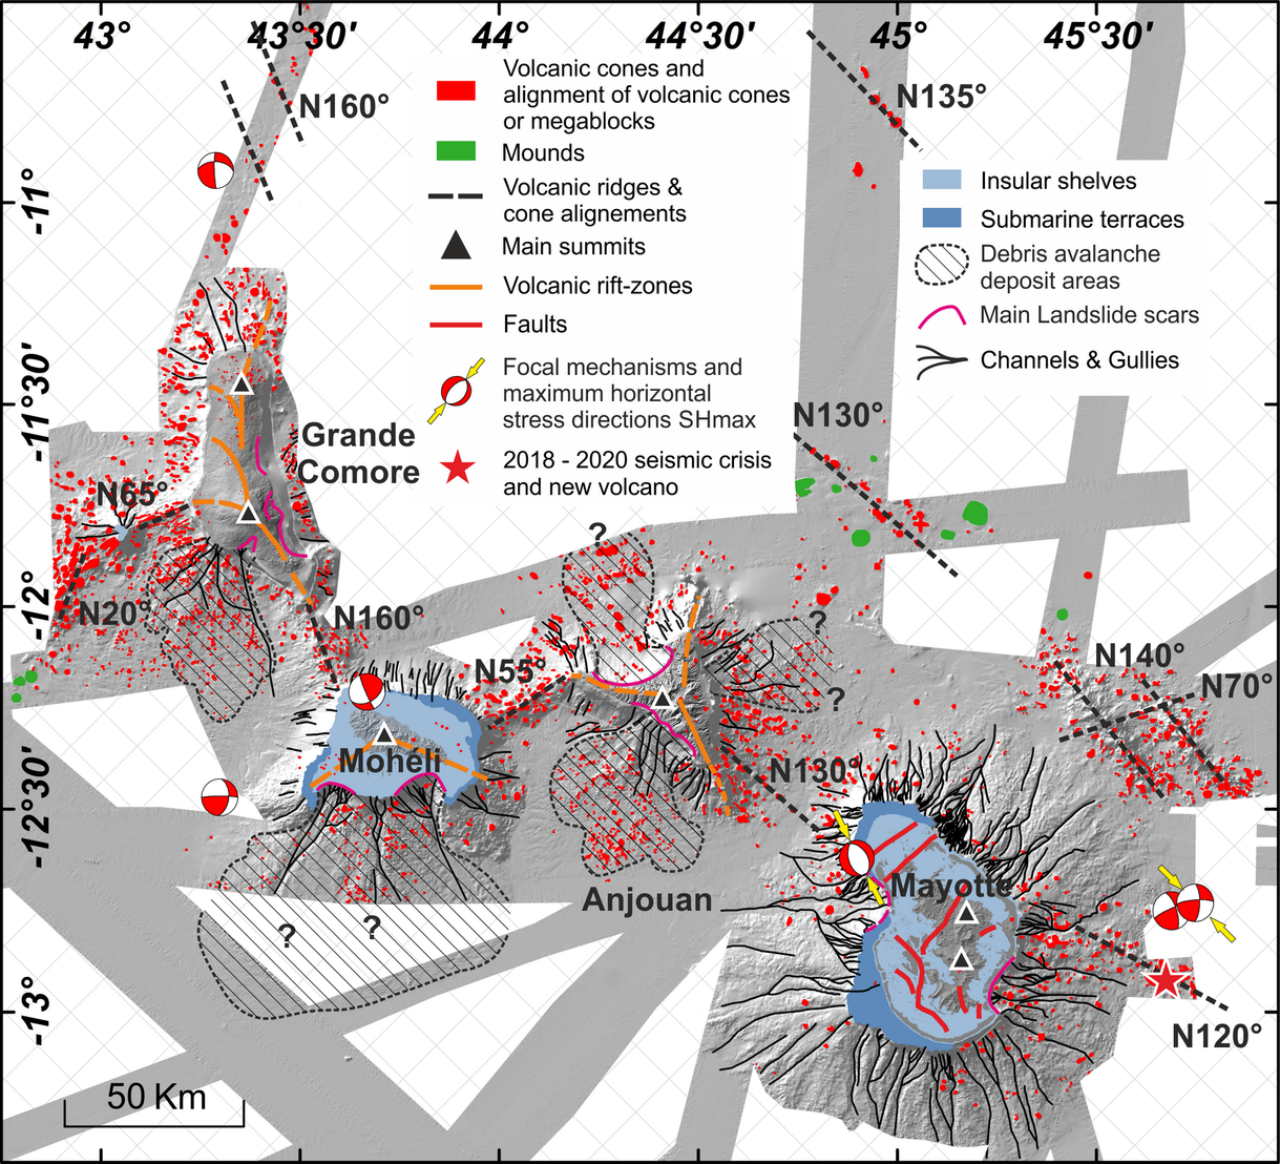 43°
43°30'
44°
44°30'
45°
45°30'
-11°
-11°30'
-12°
-12°30'
-13°
Volcanic cones and
alignment of volcanic cones
or megablocks
Mounds
Volcanic ridges &
cone alignements
Main summits
Volcanic rift-zones
Faults
Focal mechanisms and
maximum horizontal
stress directions SHmax
2018 - 2020 seismic crisis
and new volcano
Insular shelves
Submarine terraces
Debris avalanche
deposit areas
Main Landslide scars
Channels & Gullies
N160°
N135°
N130°
Grande
Comore
N65°
N20°
N160°
?
?
?
N55°
N140°
N70°
Mohéli
N130°
Anjouan
Mayotte
?
?
N120°
50 Km